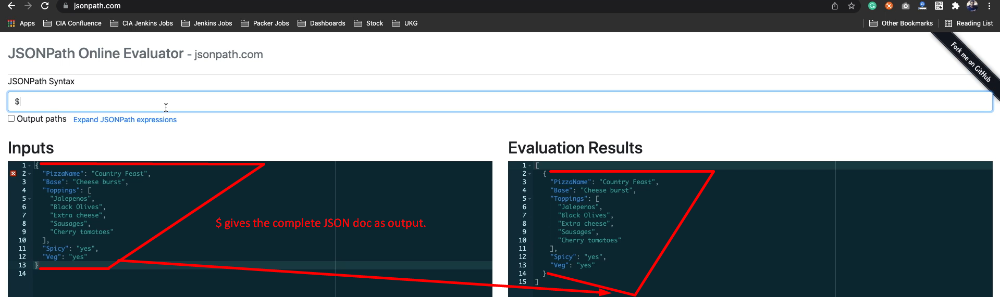 jsonpath.com
Apps CIA Confluence CIA Jenkins Jobs Jenkins Jobs Packer Jobs Dashboards Stock UKG Other Bookmarks Reading List
Fork me on GitHub
JSONPath Online Evaluator - jsonpath.com
JSONPath Syntax
$
Output paths Expand JSONPath expressions
Inputs
1 {
2 "PizzaName": "Country Feast",
3 "Base": "Cheese burst",
4 "Toppings": [
5 "Jalepenos",
6 "Black Olives",
7 "Extra cheese",
8 "Sausages",
9 "Cherry tomatoes"
10 ],
11 "Spicy": "yes",
12 "Veg": "yes"
13 }
14
$ gives the complete JSON doc as output.
Evaluation Results
1 [
2 {
3 "PizzaName": "Country Feast",
4 "Base": "Cheese burst",
5 "Toppings": [
6 "Jalepenos",
7 "Black Olives",
8 "Extra cheese",
9 "Sausages",
10 "Cherry tomatoes"
11 ],
12 "Spicy": "yes",
13 "Veg": "yes"
14 }
15 ]